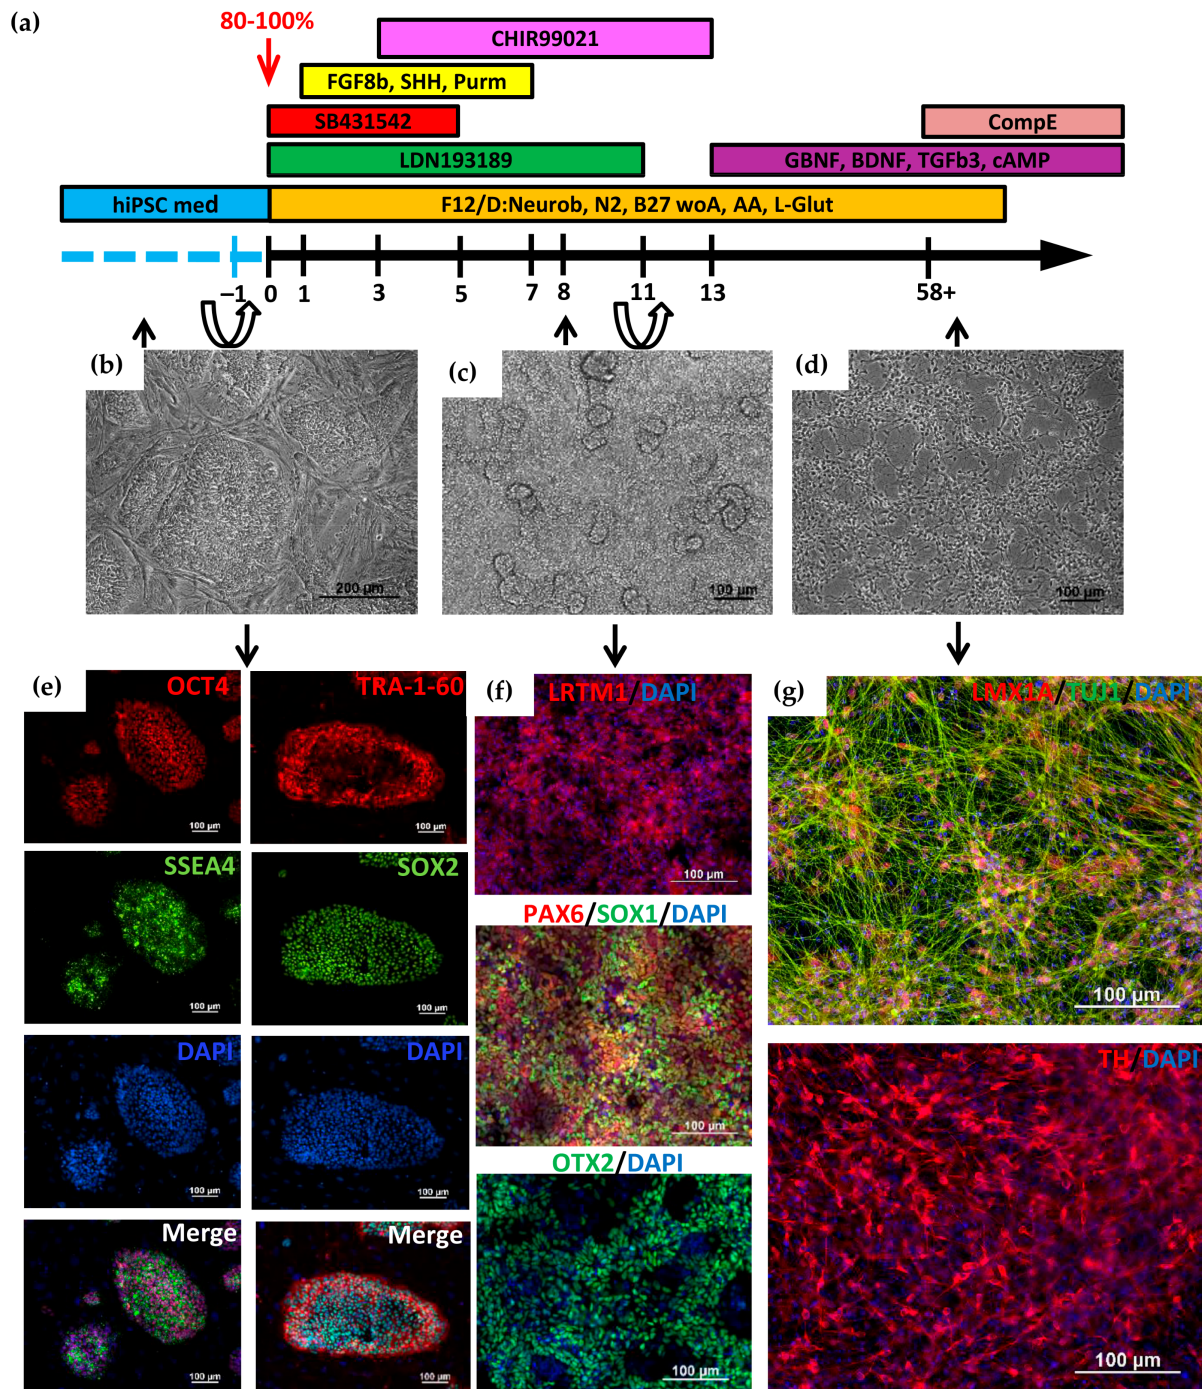 (a)
80-100%
CHIR99021
FGF8b, SHH, Purm
SB431542
CompE
LDN193189
GBNF, BDNF, TGFb3, cAMP
hiPSC med
F12/D:Neurob, N2, B27 woA, AA, L-Glut
–1 0 1 3 5 7 8 11 13 58+
(b)
200 µm
(c)
100 µm
(d)
100 µm
(e)
OCT4
100 µm
TRA-1-60
100 µm
SSEA4
100 µm
SOX2
100 µm
DAPI
100 µm
DAPI
100 µm
Merge
100 µm
Merge
100 µm
(f)
LRTM1/DAPI
100 µm
PAX6/SOX1/DAPI
100 µm
OTX2/DAPI
100 µm
(g)
LMX1A/TUJ1/DAPI
100 µm
TH/DAPI
100 µm